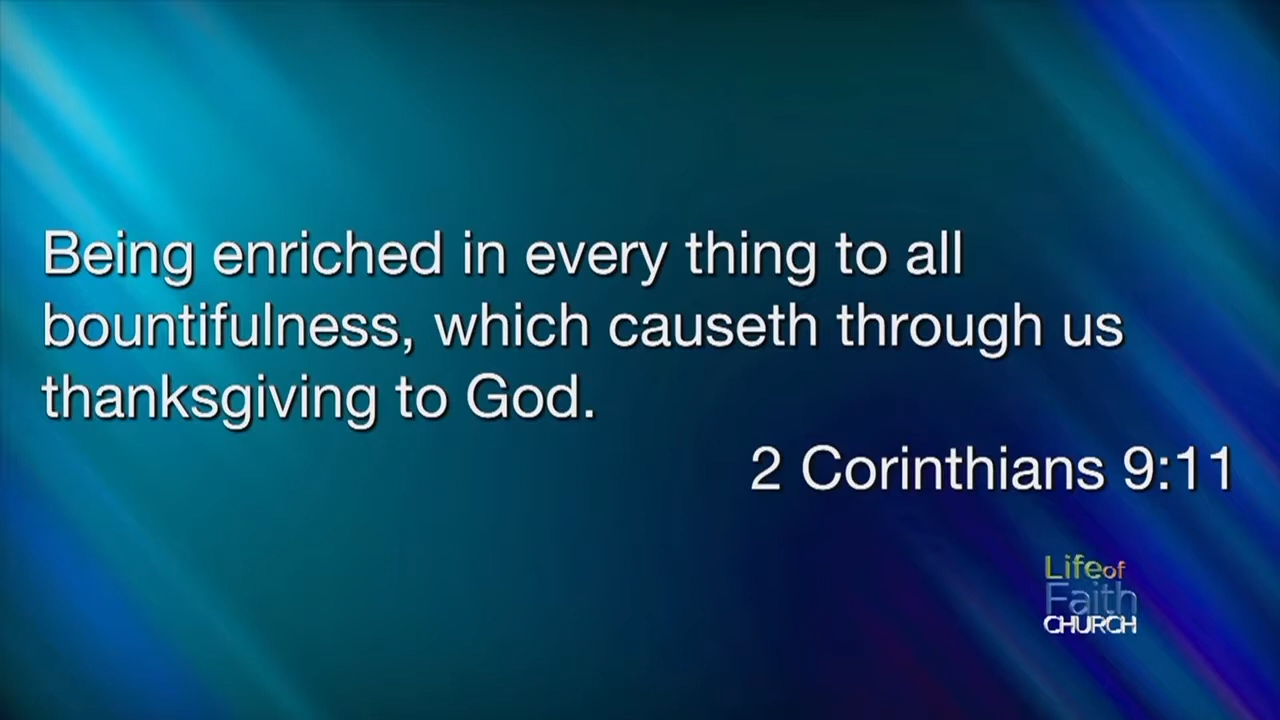 Being enriched in every thing to all
bountifulness, which causeth through us
thanksgiving to God.
2 Corinthians 9:11
Life of
Faith
CHURCH